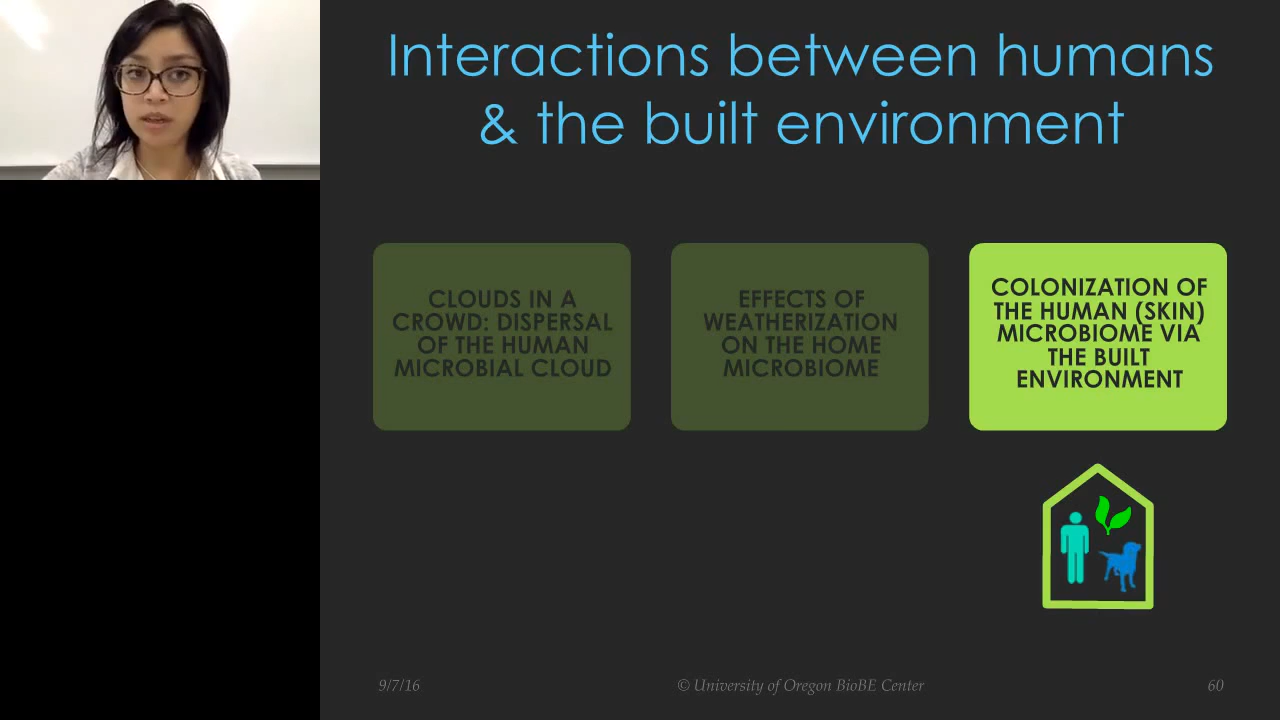 Interactions between humans
& the built environment
CLOUDS IN A
CROWD: DISPERSAL
OF THE HUMAN
MICROBIAL CLOUD
EFFECTS OF
WEATHERIZATION
ON THE HOME
MICROBIOME
COLONIZATION OF
THE HUMAN (SKIN)
MICROBIOME VIA
THE BUILT
ENVIRONMENT
9/7/16
© University of Oregon BioBE Center
60